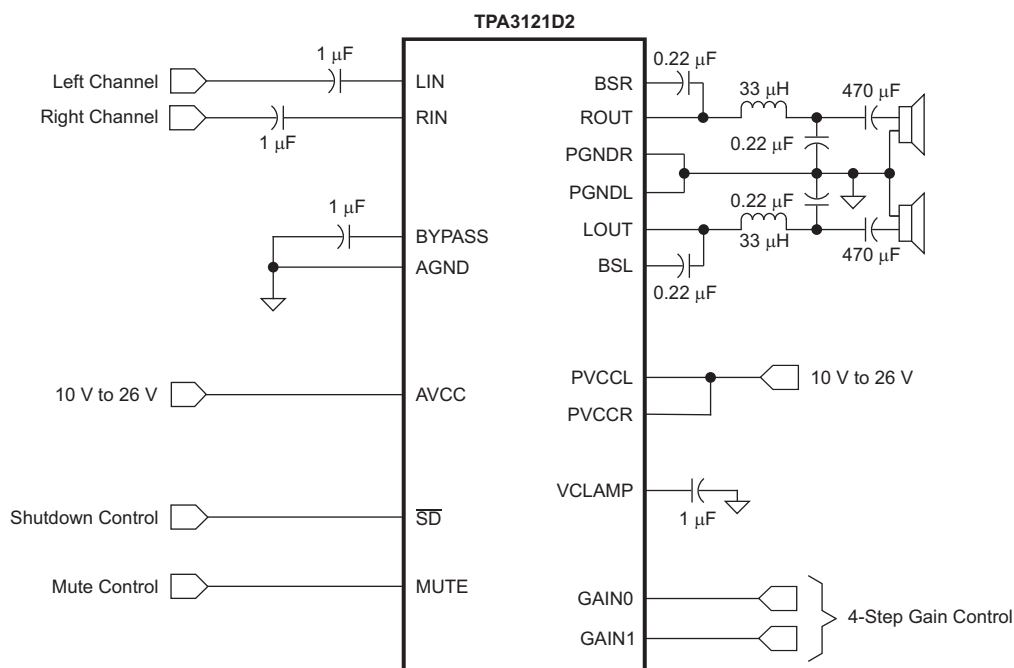 TPA3121D2
1 μF
Left Channel
LIN
Right Channel
RIN
1 μF
1 μF
BYPASS
AGND
10 V to 26 V
AVCC
Shutdown Control
SD
Mute Control
MUTE
0.22 μF
BSR
33 μH
470 μF
ROUT
0.22 μF
PGNDR
PGNDL
0.22 μF
LOUT
33 μH
470 μF
BSL
0.22 μF
PVCCL
10 V to 26 V
PVCCR
VCLAMP
1 μF
GAIN0
4-Step Gain Control
GAIN1